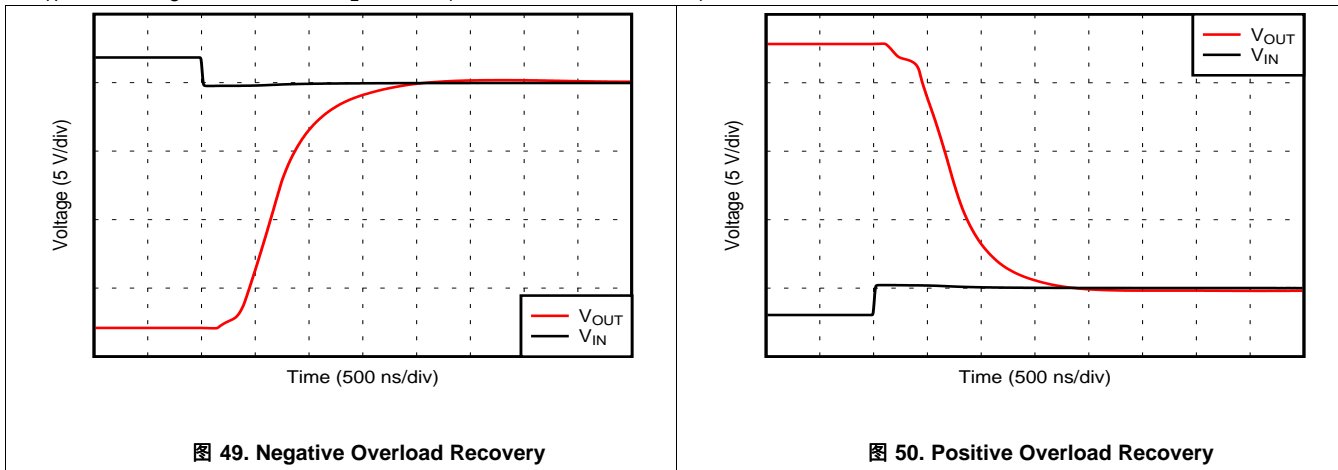 Voltage (5 V/div)
VOUT
VIN
Time (500 ns/div)
图 49. Negative Overload Recovery
Voltage (5 V/div)
VOUT
VIN
Time (500 ns/div)
图 50. Positive Overload Recovery